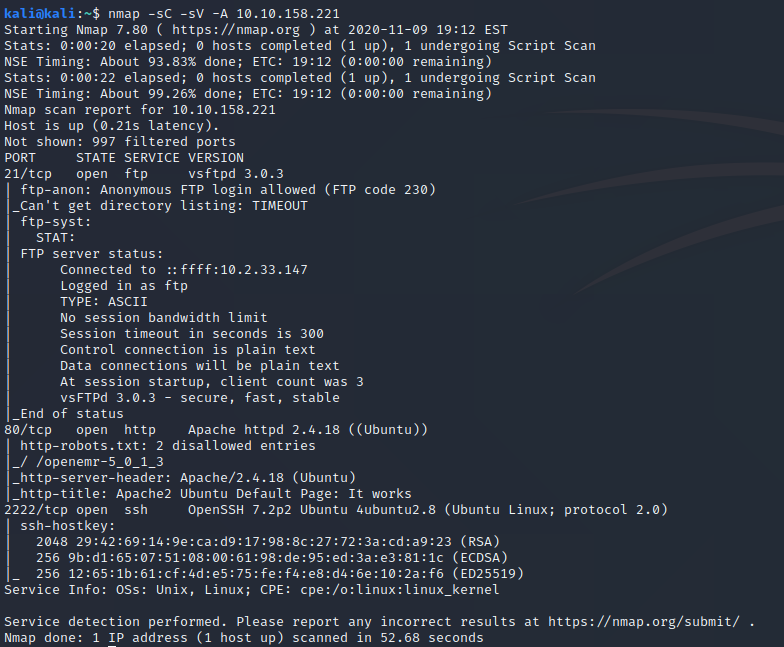 kali@kali:~$ nmap -sC -sV -A 10.10.158.221
Starting Nmap 7.80 ( https://nmap.org ) at 2020-11-09 19:12 EST
Stats: 0:00:20 elapsed; 0 hosts completed (1 up), 1 undergoing Script Scan
NSE Timing: About 93.83% done; ETC: 19:12 (0:00:00 remaining)
Stats: 0:00:22 elapsed; 0 hosts completed (1 up), 1 undergoing Script Scan
NSE Timing: About 99.26% done; ETC: 19:12 (0:00:00 remaining)
Nmap scan report for 10.10.158.221
Host is up (0.21s latency).
Not shown: 997 filtered ports
PORT     STATE SERVICE VERSION
21/tcp   open  ftp     vsftpd 3.0.3
| ftp-anon: Anonymous FTP login allowed (FTP code 230)
|_Can't get directory listing: TIMEOUT
| ftp-syst:
|   STAT:
| FTP server status:
|      Connected to ::ffff:10.2.33.147
|      Logged in as ftp
|      TYPE: ASCII
|      No session bandwidth limit
|      Session timeout in seconds is 300
|      Control connection is plain text
|      Data connections will be plain text
|      At session startup, client count was 3
|      vsFTPd 3.0.3 - secure, fast, stable
|_End of status
80/tcp   open  http    Apache httpd 2.4.18 ((Ubuntu))
| http-robots.txt: 2 disallowed entries
|_/ /openemr-5_0_1_3
|_http-server-header: Apache/2.4.18 (Ubuntu)
|_http-title: Apache2 Ubuntu Default Page: It works
2222/tcp open  ssh     OpenSSH 7.2p2 Ubuntu 4ubuntu2.8 (Ubuntu Linux; protocol 2.0)
| ssh-hostkey:
|   2048 29:42:69:14:9e:ca:d9:17:98:8c:27:72:3a:cd:a9:23 (RSA)
|   256 9b:d1:65:07:51:08:00:61:98:de:95:ed:3a:e3:81:1c (ECDSA)
|_  256 12:65:1b:61:cf:4d:e5:75:fe:f4:e8:d4:6e:10:2a:f6 (ED25519)
Service Info: OSs: Unix, Linux; CPE: cpe:/o:linux:linux_kernel

Service detection performed. Please report any incorrect results at https://nmap.org/submit/ .
Nmap done: 1 IP address (1 host up) scanned in 52.68 seconds